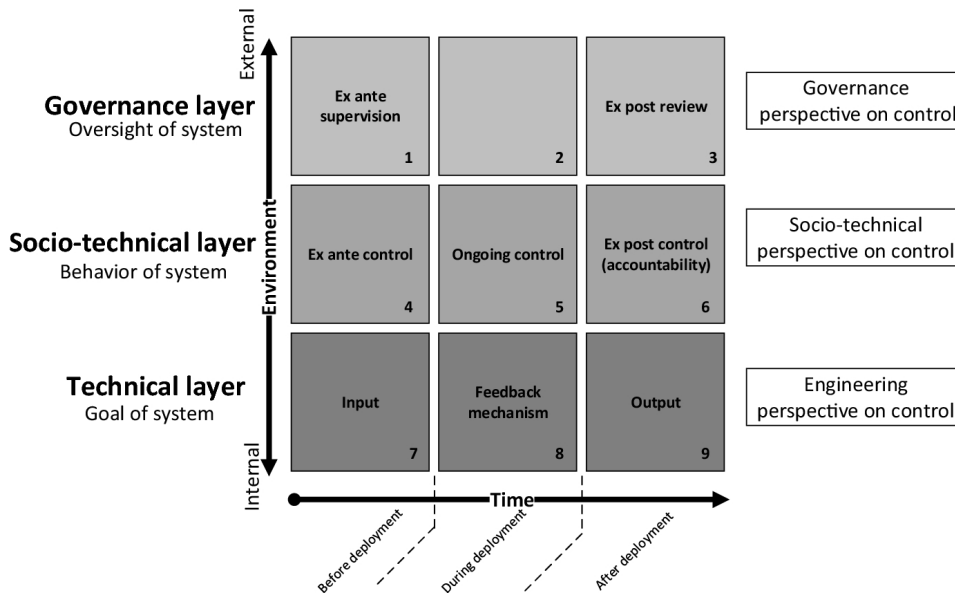 External
Governance layer
Oversight of system
Ex ante
supervision
1
2
Ex post review
3
Governance
perspective on control
Environment
Socio-technical layer
Behavior of system
Ex ante control
4
Ongoing control
5
Ex post control
(accountability)
6
Socio-technical
perspective on control
Technical layer
Goal of system
Input
7
Feedback
mechanism
8
Output
9
Engineering
perspective on control
Internal
Time
Before deployment
During deployment
After deployment